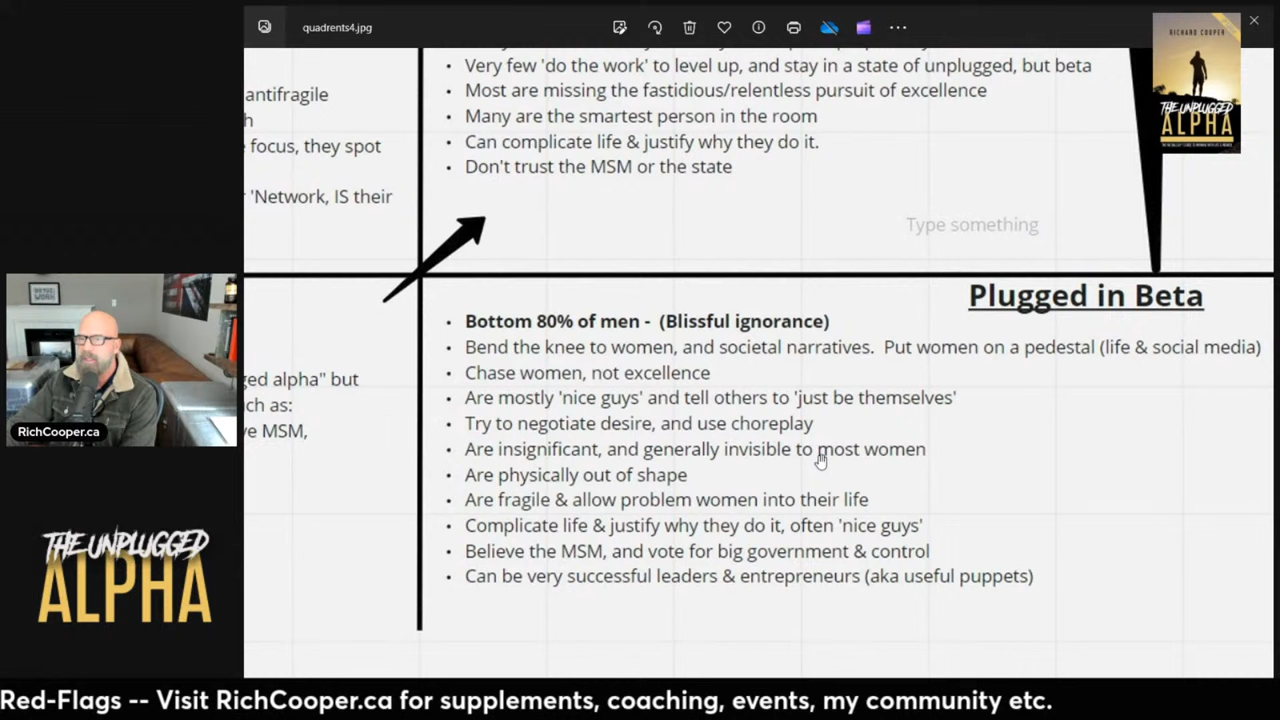 quadrents4.jpg
RICHARD COOPER
THE UNPLUGGED
ALPHA
antifragile
focus, they spot
'Network, IS their
Very few 'do the work' to level up, and stay in a state of unplugged, but beta
Most are missing the fastidious/relentless pursuit of excellence
Many are the smartest person in the room
Can complicate life & justify why they do it.
Don't trust the MSM or the state
Type something
Plugged in Beta
Bottom 80% of men - (Blissful ignorance)
Bend the knee to women, and societal narratives. Put women on a pedestal (life & social media)
Chase women, not excellence
Are mostly 'nice guys' and tell others to 'just be themselves'
Try to negotiate desire, and use choreplay
Are insignificant, and generally invisible to most women
Are physically out of shape
Are fragile & allow problem women into their life
Complicate life & justify why they do it, often 'nice guys'
Believe the MSM, and vote for big government & control
Can be very successful leaders & entrepreneurs (aka useful puppets)
alpha" but
as:
MSM,
RichCooper.ca
THE UNPLUGGED
ALPHA
Red-Flags -- Visit RichCooper.ca for supplements, coaching, events, my community etc.